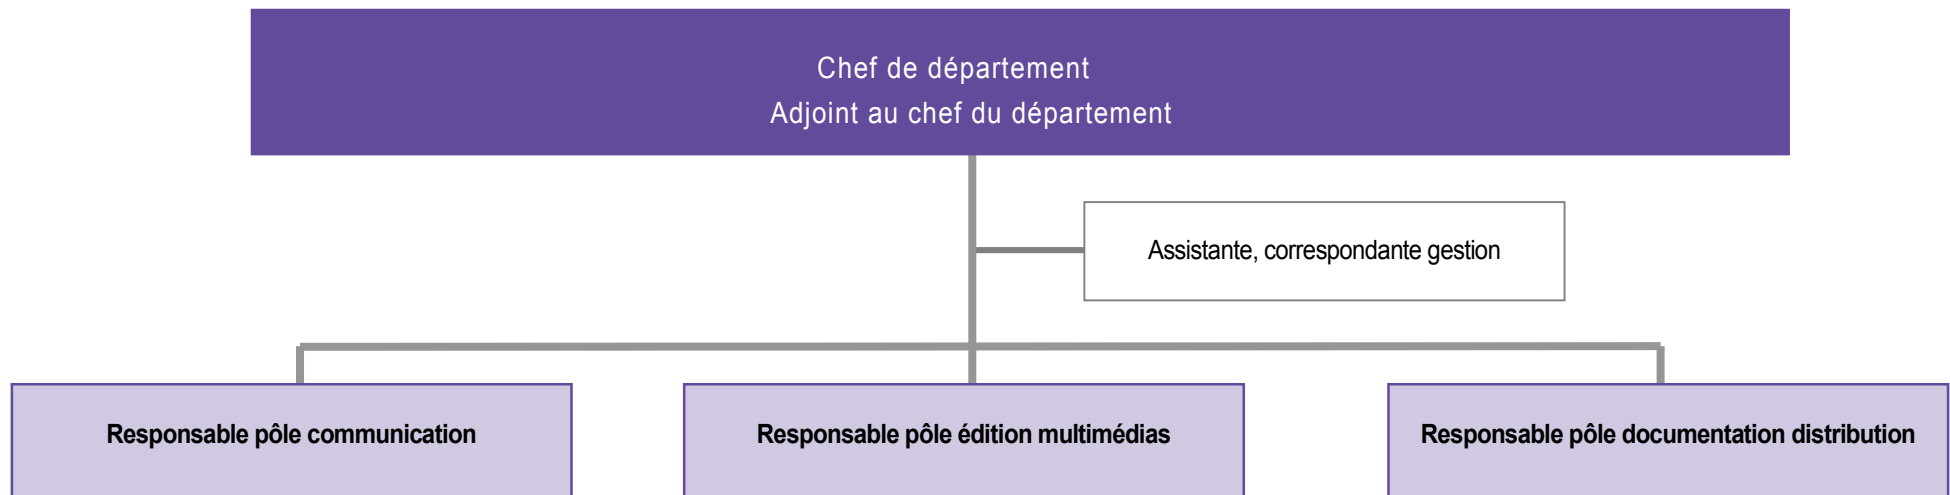 Chef de département
Adjoint au chef du département
Assistante, correspondante gestion
Responsable pôle communication
Responsable pôle édition multimédias
Responsable pôle documentation distribution